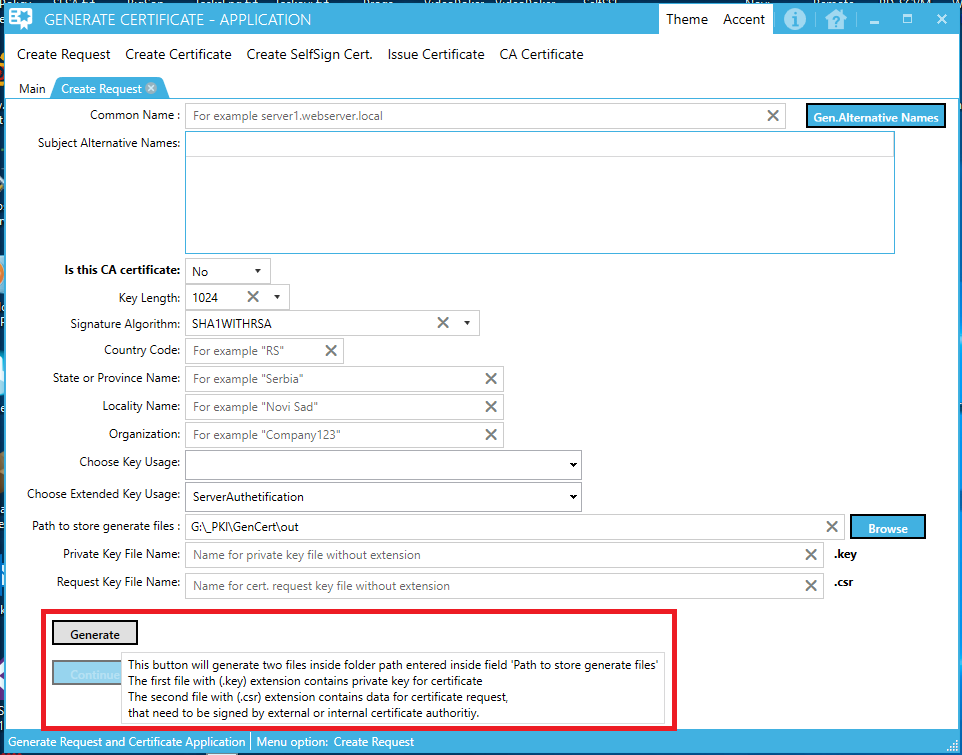 GENERATE CERTIFICATE - APPLICATION
Theme Accent
Create Request Create Certificate Create SelfSign Cert. Issue Certificate CA Certificate
Main Create Request
Common Name : For example server1.webserver.local Gen.Alternative Names
Subject Alternative Names:
Is this CA certificate: No
Key Length: 1024
Signature Algorithm: SHA1WITHRSA
Country Code: For example "RS"
State or Province Name: For example "Serbia"
Locality Name: For example "Novi Sad"
Organization: For example "Company123"
Choose Key Usage:
Choose Extended Key Usage: ServerAuthetification
Path to store generate files : G:\_PKI\GenCert\out Browse
Private Key File Name: Name for private key file without extension .key
Request Key File Name: Name for cert. request key file without extension .csr
Generate
Continue
This button will generate two files inside folder path entered inside field 'Path to store generate files'
The first file with (.key) extension contains private key for certificate
The second file with (.csr) extension contains data for certificate request,
that need to be signed by external or internal certificate authoritiy.
Generate Request and Certificate Application Menu option: Create Request